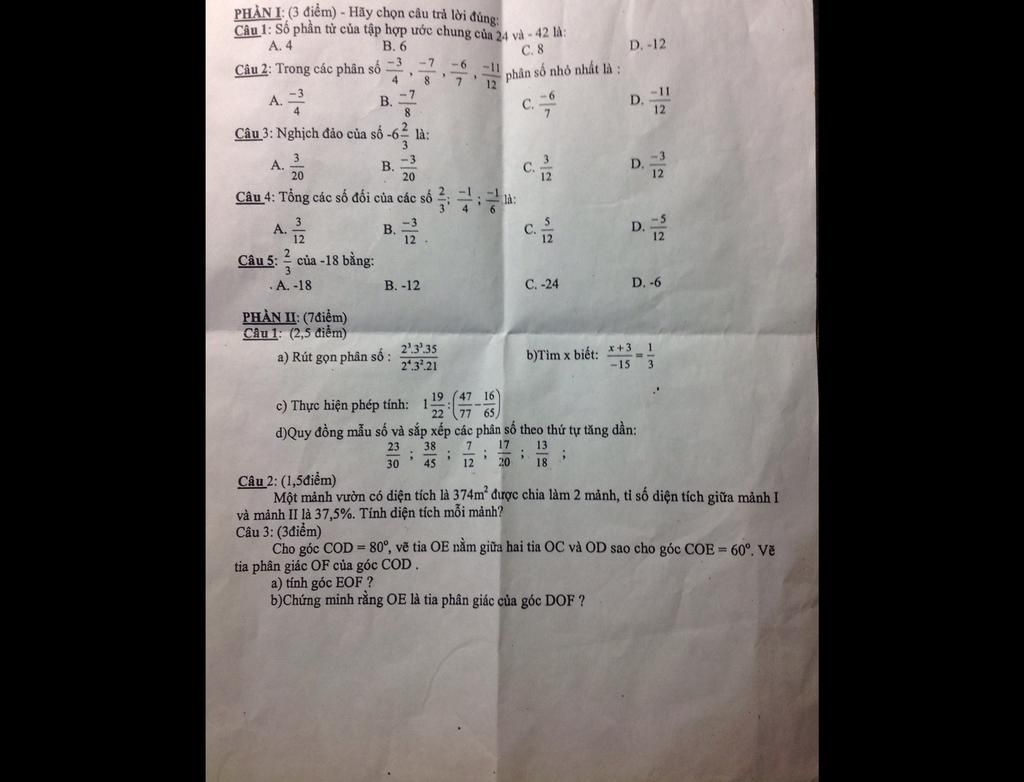 PHẦN I: (3 điểm) - Hãy chọn câu trả lời đúng:
Câu 1: Số phần tử của tập hợp ước chung của 24 và - 42 là:
A. 4 B. 6 C. 8 D. -12
Câu 2: Trong các phân số -3/4 , -7/8 , -6/7 , -11/12 phân số nhỏ nhất là :
A. -3/4 B. -7/8 C. -6/7 D. -11/12
Câu 3: Nghịch đảo của số -6 2/3 là:
A. 3/20 B. -3/20 C. 3/12 D. -3/12
Câu 4: Tổng các số đối của các số 2/3; -1/4 ; -1/6 là:
A. 3/12 B. -3/12 . C. 5/12 D. -5/12
Câu 5: 2/3 của -18 bằng:
. A. -18 B. -12 C. -24 D. -6
PHẦN II: (7điểm)
Câu 1: (2,5 điểm)
a) Rút gọn phân số : 2³.3³.35/2⁴.3².21 b)Tìm x biết: x+3/-15 = 1/3
c) Thực hiện phép tính: 1 19/22 : (47/77 - 16/65)
d)Quy đồng mẫu số và sắp xếp các phân số theo thứ tự tăng dần:
23/30 ; 38/45 ; 7/12 ; 17/20 ; 13/18 ;
Câu 2: (1,5điểm)
Một mảnh vườn có diện tích là 374m² được chia làm 2 mảnh, tỉ số diện tích giữa mảnh I
và mảnh II là 37,5%. Tính diện tích mỗi mảnh?
Câu 3: (3điểm)
Cho góc COD = 80°, vẽ tia OE nằm giữa hai tia OC và OD sao cho góc COE = 60°. Vẽ
tia phân giác OF của góc COD .
a) tính góc EOF ?
b)Chứng minh rằng OE là tia phân giác của góc DOF ?